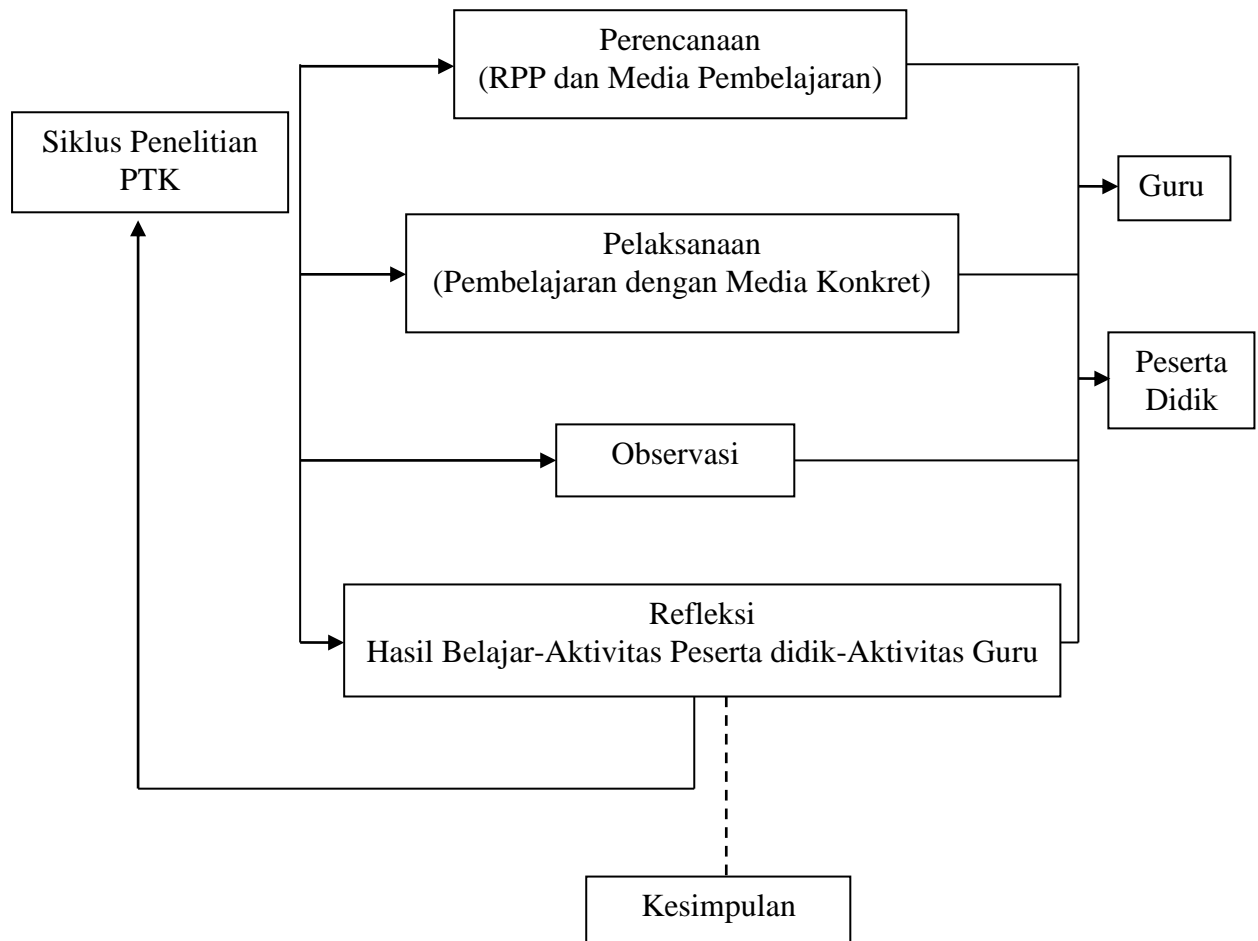 Perencanaan
(RPP dan Media Pembelajaran)
Siklus Penelitian
PTK
Guru
Pelaksanaan
(Pembelajaran dengan Media Konkret)
Peserta
Didik
Observasi
Refleksi
Hasil Belajar-Aktivitas Peserta didik-Aktivitas Guru
Kesimpulan